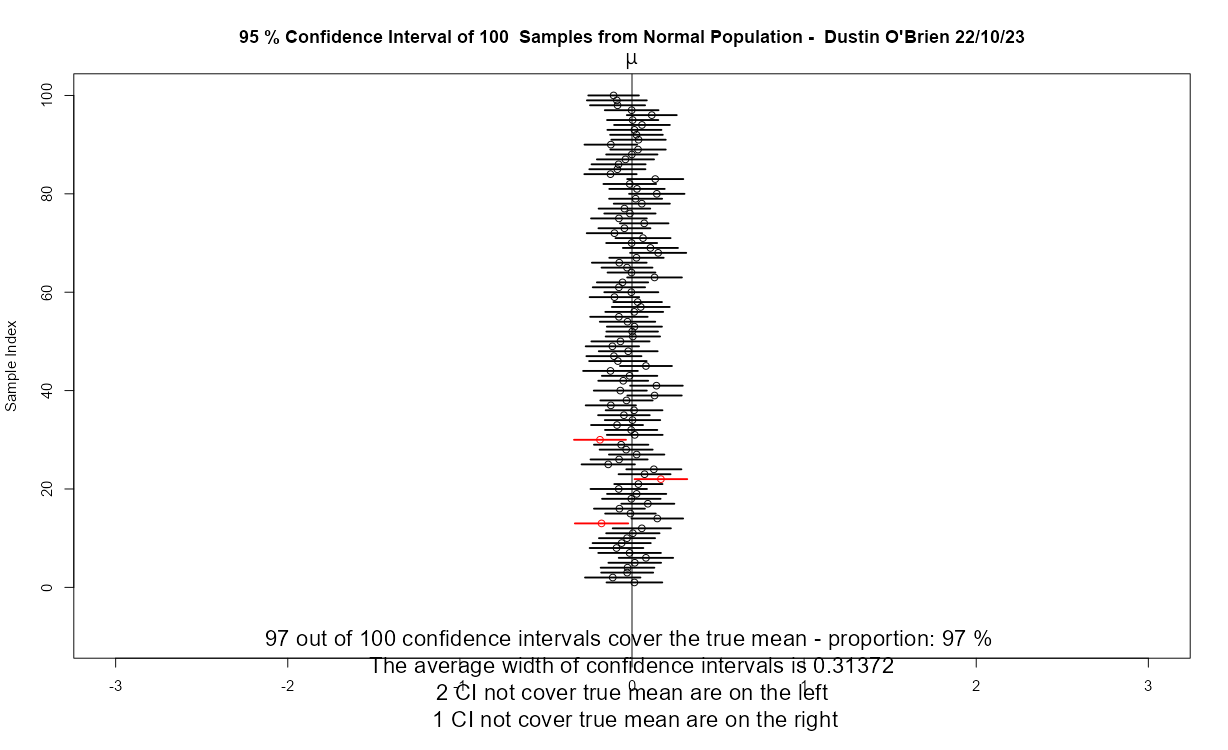 95 % Confidence Interval of 100  Samples from Normal Population -  Dustin O'Brien 22/10/23
μ
Sample Index
100
80
60
40
20
0
97 out of 100 confidence intervals cover the true mean - proportion: 97 %
The average width of confidence intervals is 0.31372
-3 -2 -1 0 1 2 3
2 CI not cover true mean are on the left
1 CI not cover true mean are on the right